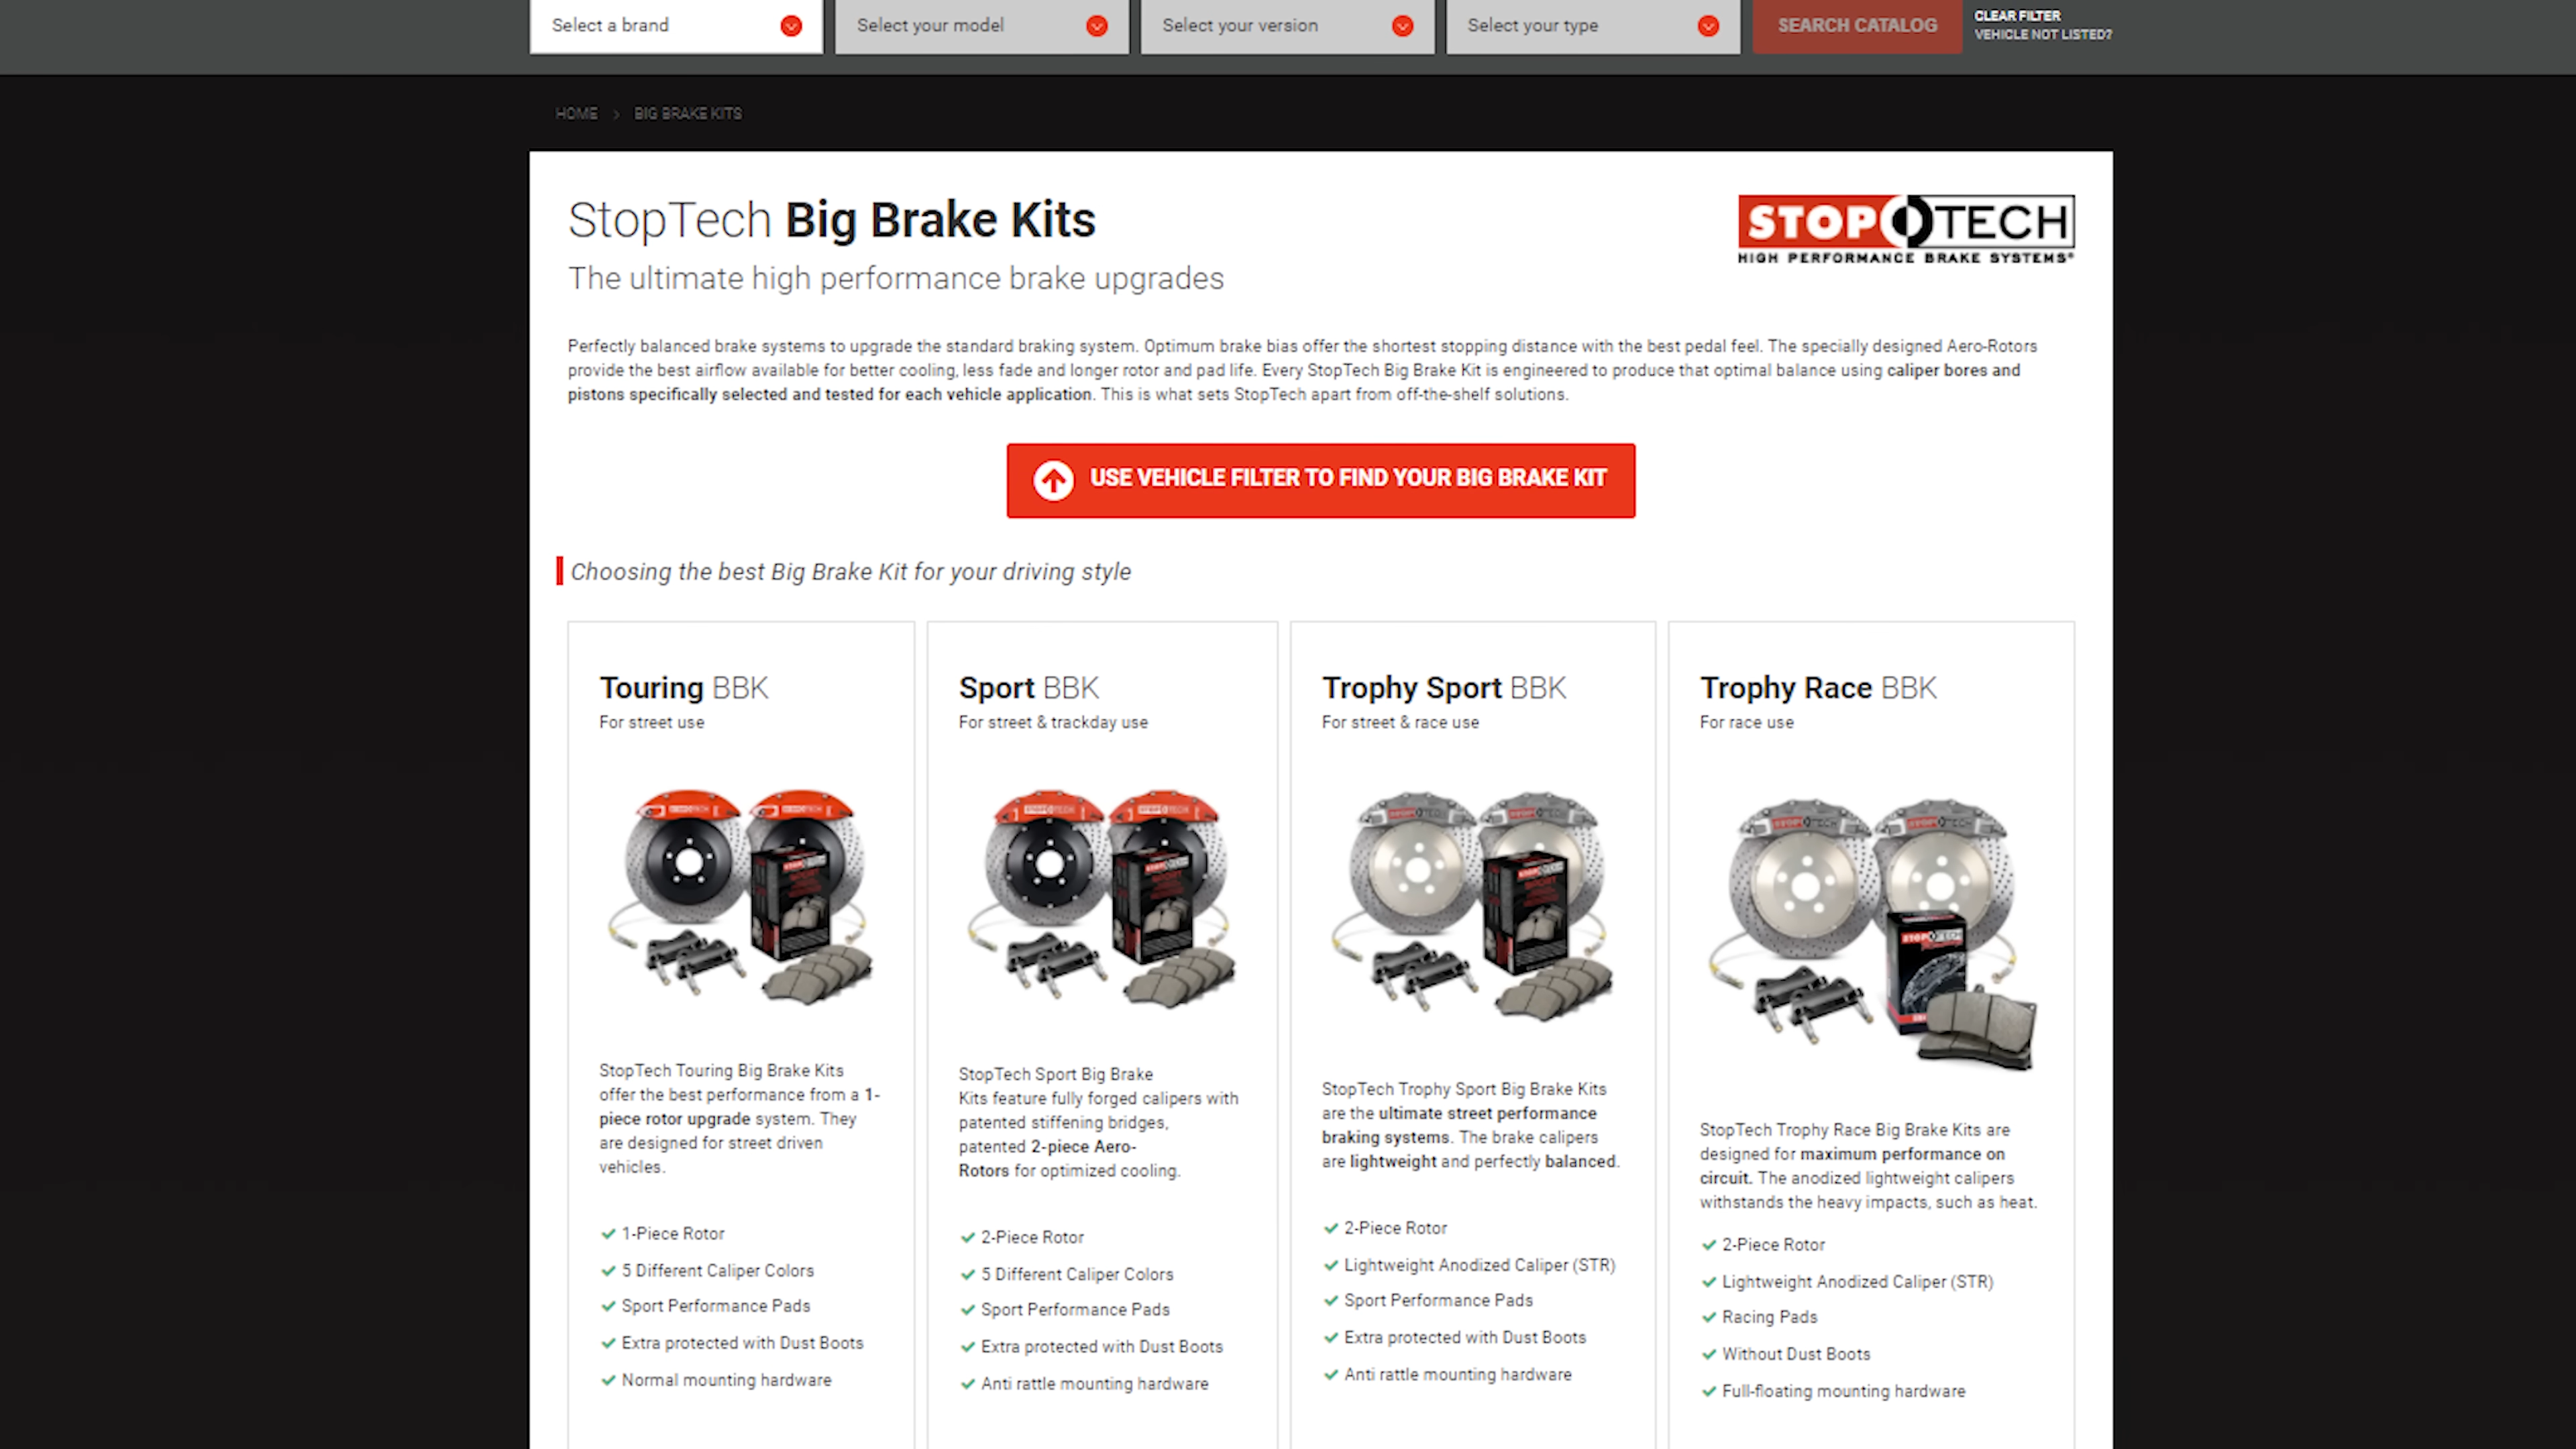 Select a brand
Select your model
Select your version
Select your type
SEARCH CATALOG
CLEAR FILTER
VEHICLE NOT LISTED?
HOME > BIG BRAKE KITS
StopTech Big Brake Kits
STOPTECH
HIGH PERFORMANCE BRAKE SYSTEMS®
The ultimate high performance brake upgrades
Perfectly balanced brake systems to upgrade the standard braking system. Optimum brake bias offer the shortest stopping distance with the best pedal feel. The specially designed Aero-Rotors
provide the best airflow available for better cooling, less fade and longer rotor and pad life. Every StopTech Big Brake Kit is engineered to produce that optimal balance using caliper bores and
pistons specifically selected and tested for each vehicle application. This is what sets StopTech apart from off-the-shelf solutions.
USE VEHICLE FILTER TO FIND YOUR BIG BRAKE KIT
Choosing the best Big Brake Kit for your driving style
Touring BBK
For street use
STOPTECH
STOPTECH
STOPTECH
StopTech Touring Big Brake Kits
offer the best performance from a 1-
piece rotor upgrade system. They
are designed for street driven
vehicles.
1-Piece Rotor
5 Different Caliper Colors
Sport Performance Pads
Extra protected with Dust Boots
Normal mounting hardware
Sport BBK
For street & trackday use
STOPTECH
STOPTECH
STOPTECH
StopTech Sport Big Brake
Kits feature fully forged calipers with
patented stiffening bridges,
patented 2-piece Aero-
Rotors for optimized cooling.
2-Piece Rotor
5 Different Caliper Colors
Sport Performance Pads
Extra protected with Dust Boots
Anti rattle mounting hardware
Trophy Sport BBK
For street & race use
STOPTECH
STOPTECH
STOPTECH
StopTech Trophy Sport Big Brake Kits
are the ultimate street performance
braking systems. The brake calipers
are lightweight and perfectly balanced.
2-Piece Rotor
Lightweight Anodized Caliper (STR)
Sport Performance Pads
Extra protected with Dust Boots
Anti rattle mounting hardware
Trophy Race BBK
For race use
STOPTECH
STOPTECH
STOPTECH
StopTech Trophy Race Big Brake Kits are
designed for maximum performance on
circuit. The anodized lightweight calipers
withstands the heavy impacts, such as heat.
2-Piece Rotor
Lightweight Anodized Caliper (STR)
Racing Pads
Without Dust Boots
Full-floating mounting hardware